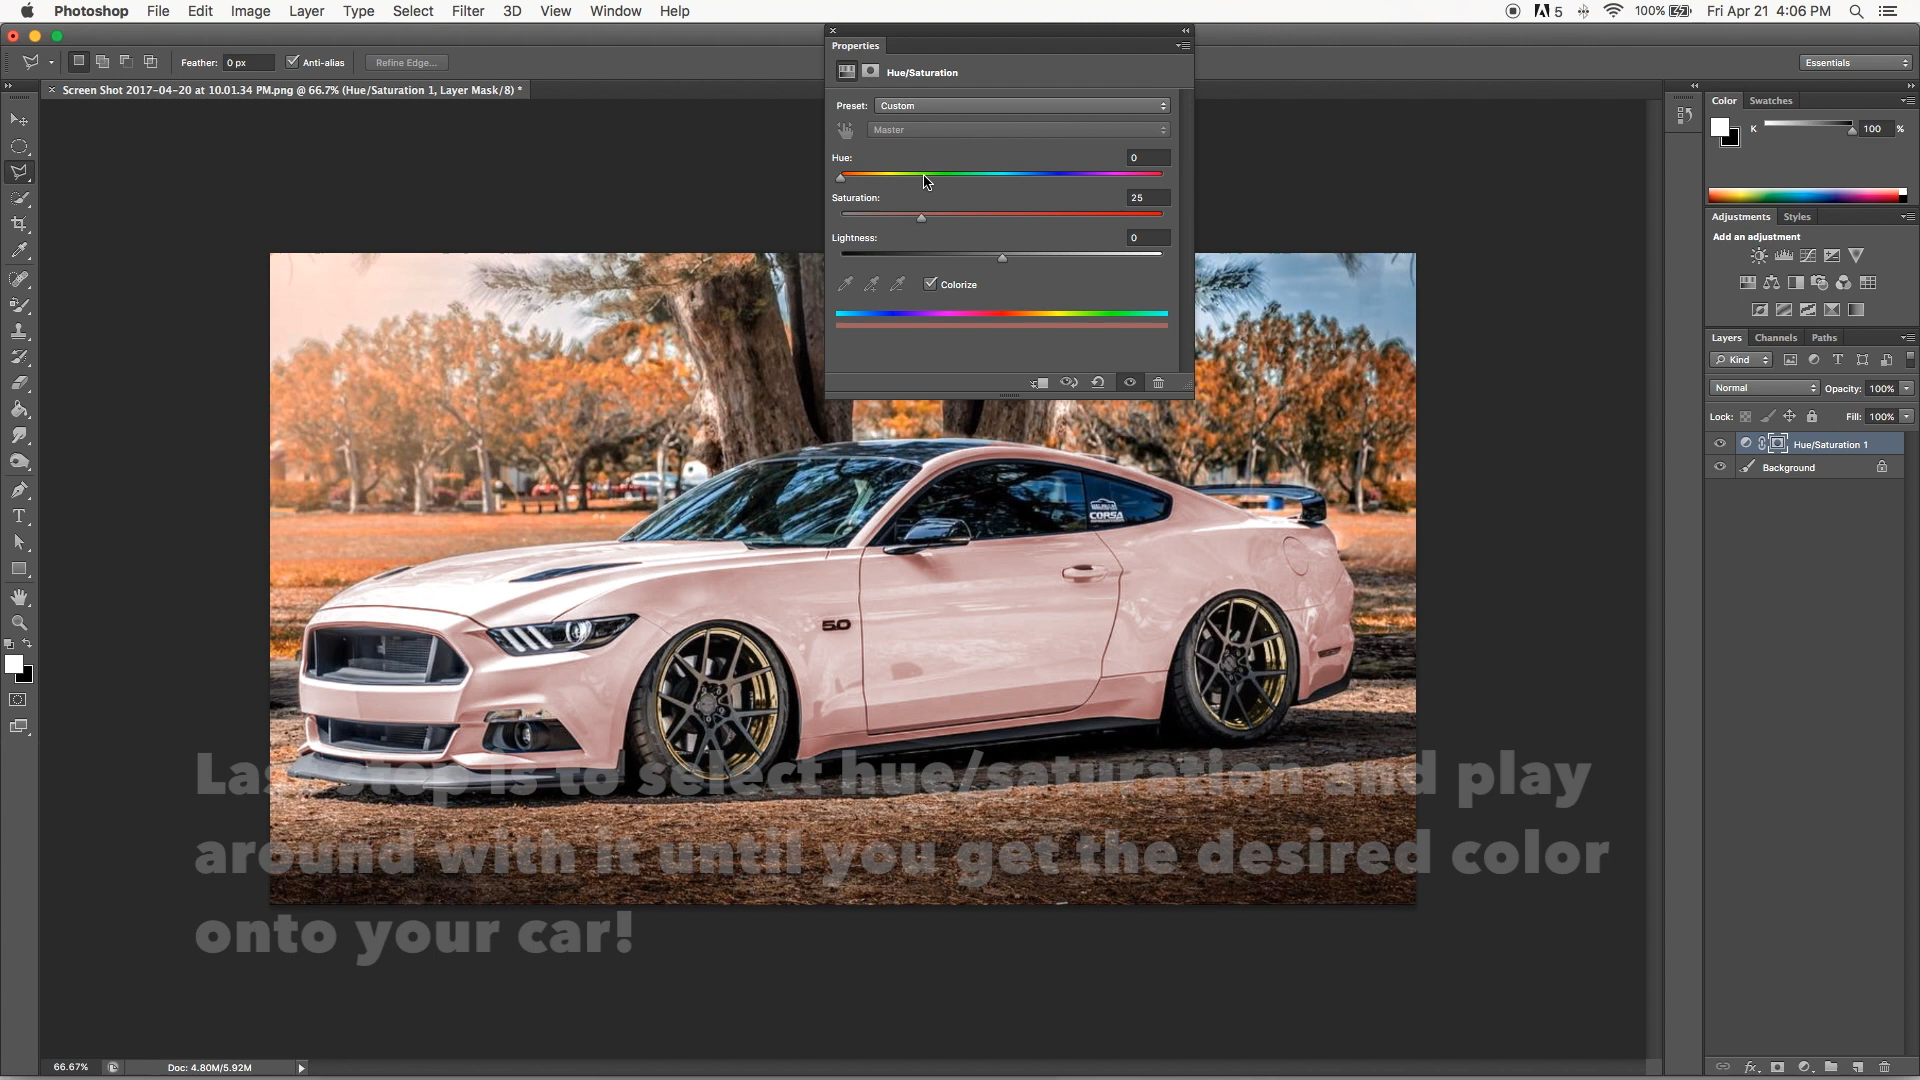 Photoshop File Edit Image Layer Type Select Filter 3D View Window Help 5 100% Fri Apr 21 4:06 PM
Feather: 0 px Anti-alias Refine Edge... Essentials
Screen Shot 2017-04-20 at 10.01.34 PM.png @ 66.7% (Hue/Saturation 1, Layer Mask/8) *
Properties
Hue/Saturation
Preset: Custom
Master
Hue: 0
Saturation: 25
Lightness: 0
Colorize
Color Swatches
K 100 %
Adjustments Styles
Add an adjustment
Layers Channels Paths
Kind
Normal Opacity: 100%
Lock: Fill: 100%
Hue/Saturation 1
Background
CORSA
5.0
Last step is to select hue/saturation and play
around with it until you get the desired color
onto your car!
66.67% Doc: 4.80M/5.92M